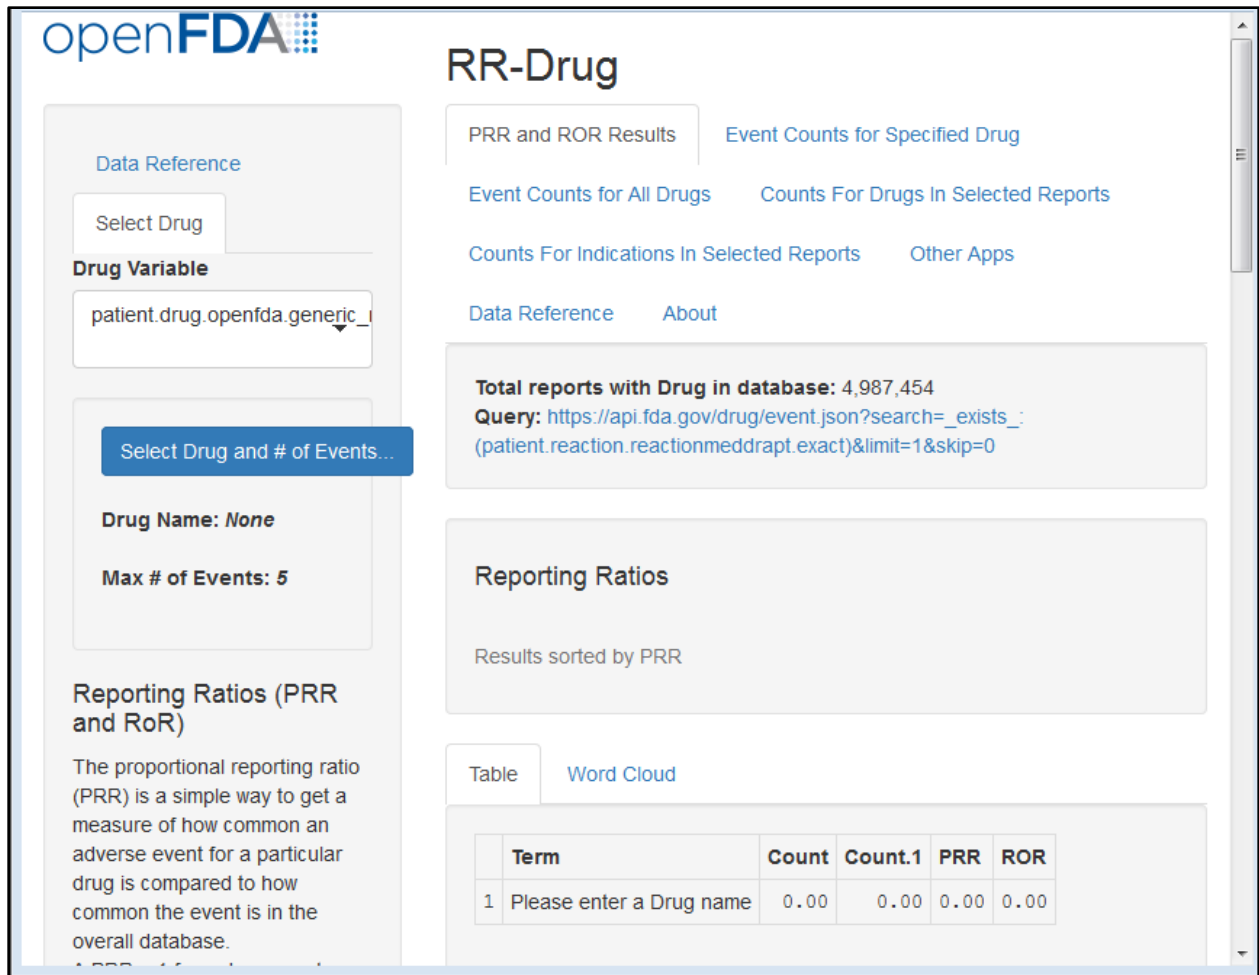 openFDA
Data Reference
Select Drug
Drug Variable
patient.drug.openfda.generic_
Select Drug and # of Events...
Drug Name: None
Max # of Events: 5
Reporting Ratios (PRR
and RoR)
The proportional reporting ratio
(PRR) is a simple way to get a
measure of how common an
adverse event for a particular
drug is compared to how
common the event is in the
overall database.
RR-Drug
PRR and ROR Results Event Counts for Specified Drug
Event Counts for All Drugs Counts For Drugs In Selected Reports
Counts For Indications In Selected Reports Other Apps
Data Reference About
Total reports with Drug in database: 4,987,454
Query: https://api.fda.gov/drug/event.json?search=_exists_:
(patient.reaction.reactionmeddrapt.exact)&limit=1&skip=0
Reporting Ratios
Results sorted by PRR
Table Word Cloud
Term Count Count.1 PRR ROR
1 Please enter a Drug name 0.00 0.00 0.00 0.00